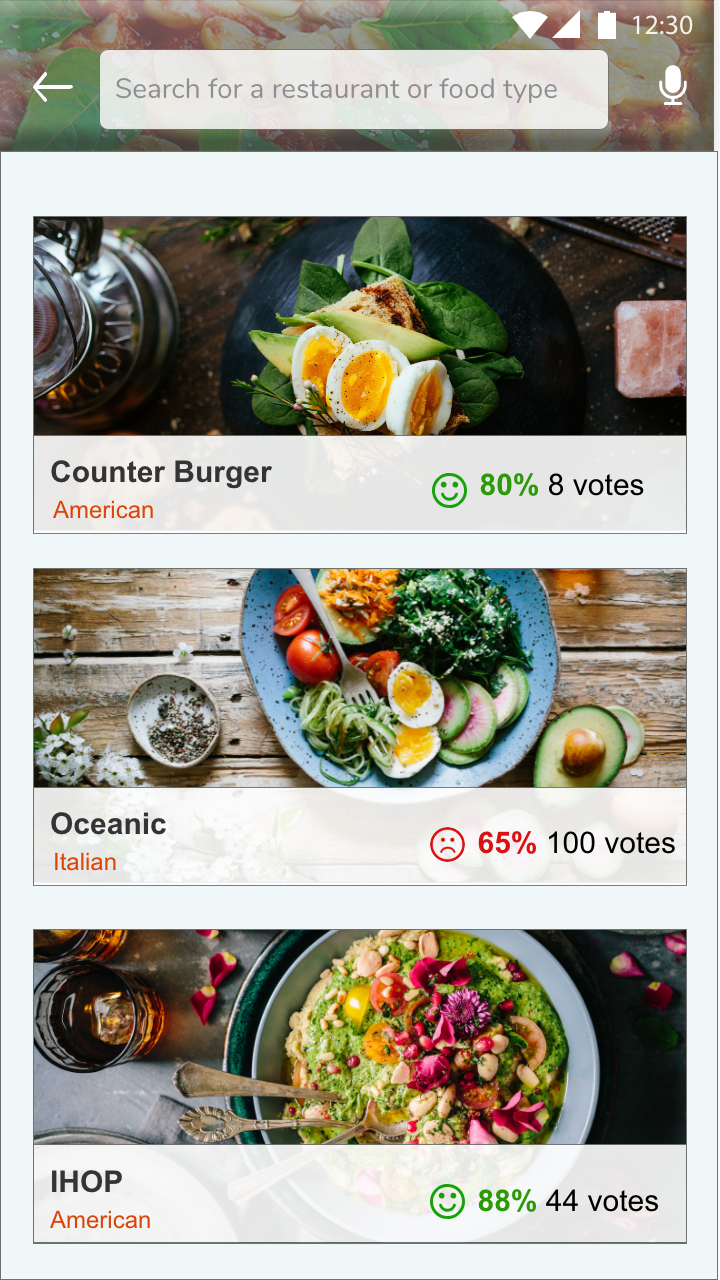 12:30
Search for a restaurant or food type
Counter Burger
American
80% 8 votes
Oceanic
Italian
65% 100 votes
IHOP
American
88% 44 votes